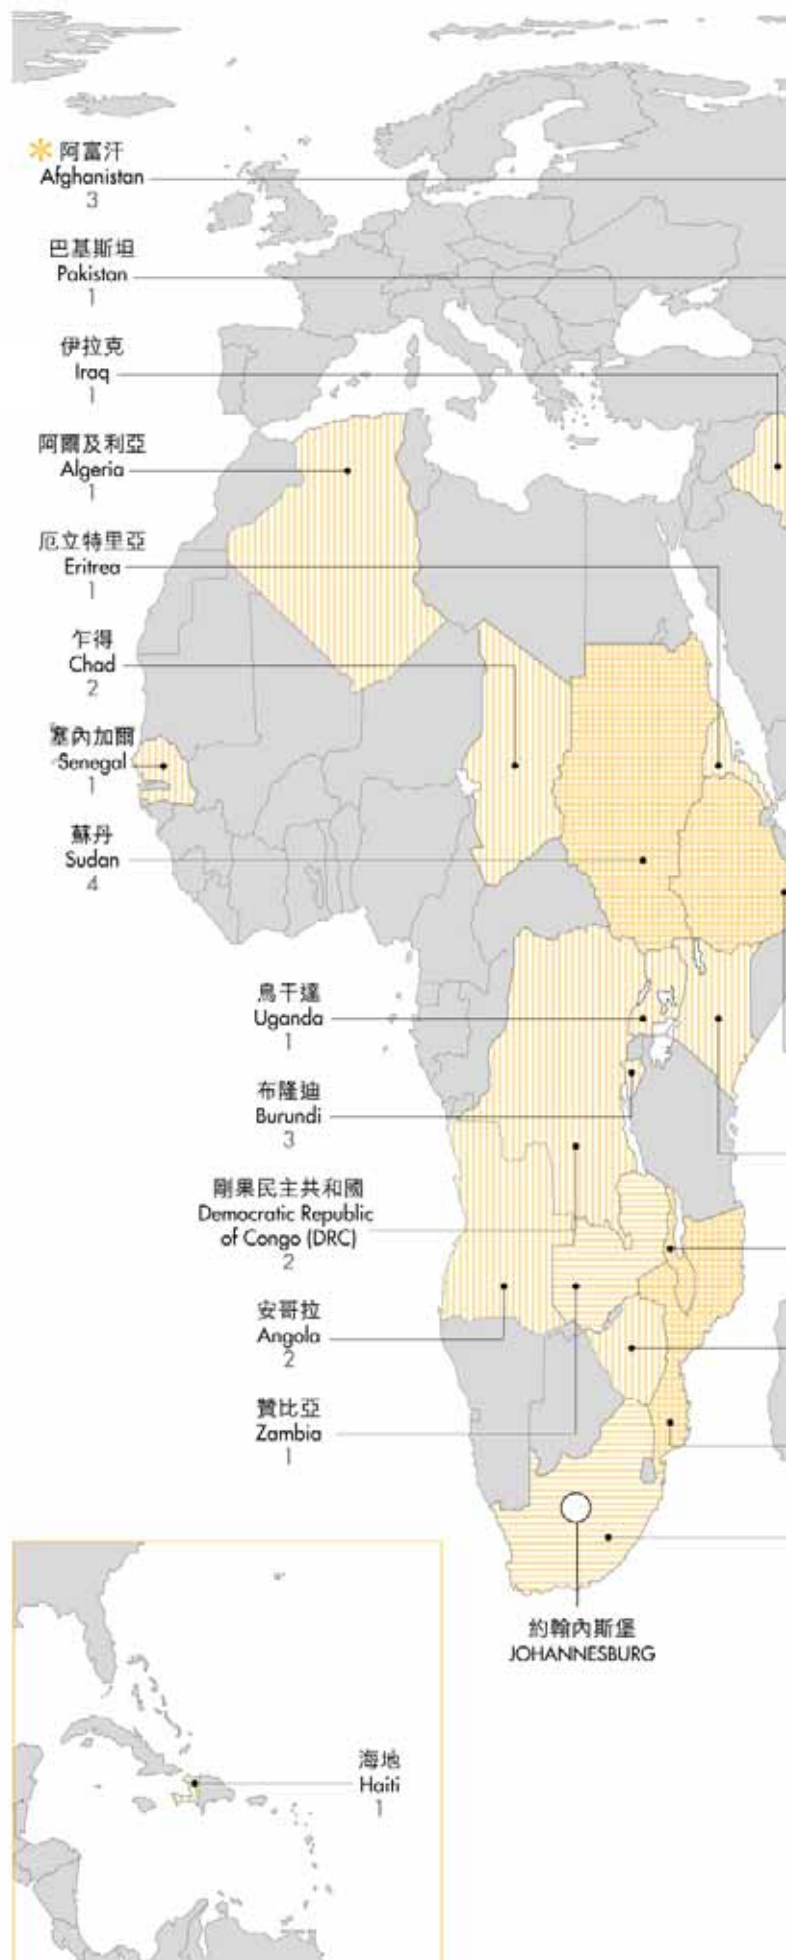 阿富汗
Afghanistan
3
巴基斯坦
Pakistan
1
伊拉克
Iraq
1
阿爾及利亞
Algeria
1
厄立特里亞
Eritrea
1
乍得
Chad
2
塞內加爾
Senegal
1
蘇丹
Sudan
4
烏干達
Uganda
1
布隆迪
Burundi
3
剛果民主共和國
Democratic Republic
of Congo (DRC)
2
安哥拉
Angola
2
贊比亞
Zambia
1
約翰內斯堡
JOHANNESBURG
海地
Haiti
1